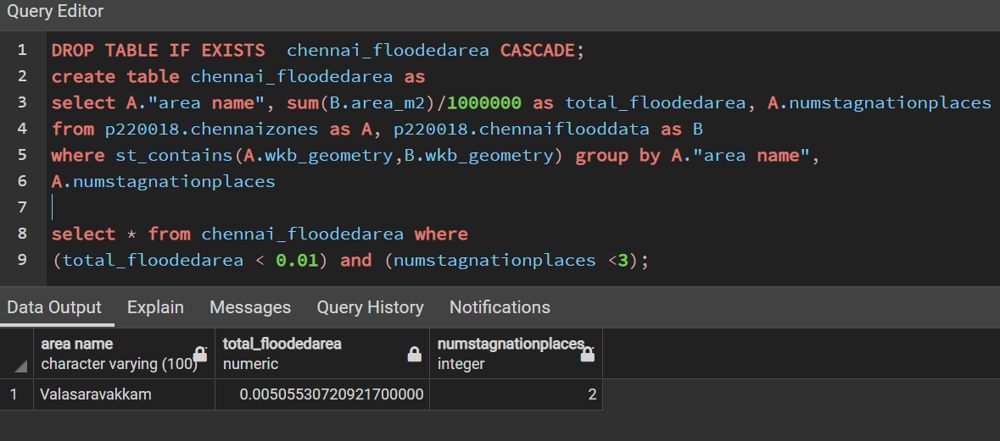 Query Editor
1 DROP TABLE IF EXISTS  chennai_floodedarea CASCADE;
2 create table chennai_floodedarea as
3 select A."area name", sum(B.area_m2)/1000000 as total_floodedarea, A.numstagnationplaces
4 from p220018.chennaizones as A, p220018.chennaiflooddata as B
5 where st_contains(A.wkb_geometry,B.wkb_geometry) group by A."area name",
6 A.numstagnationplaces
7
8 select * from chennai_floodedarea where
9 (total_floodedarea < 0.01) and (numstagnationplaces <3);
Data Output Explain Messages Query History Notifications
area name total_floodedarea numstagnationplaces
character varying (100) numeric integer
1 Valasaravakkam 0.00505530720921700000 2